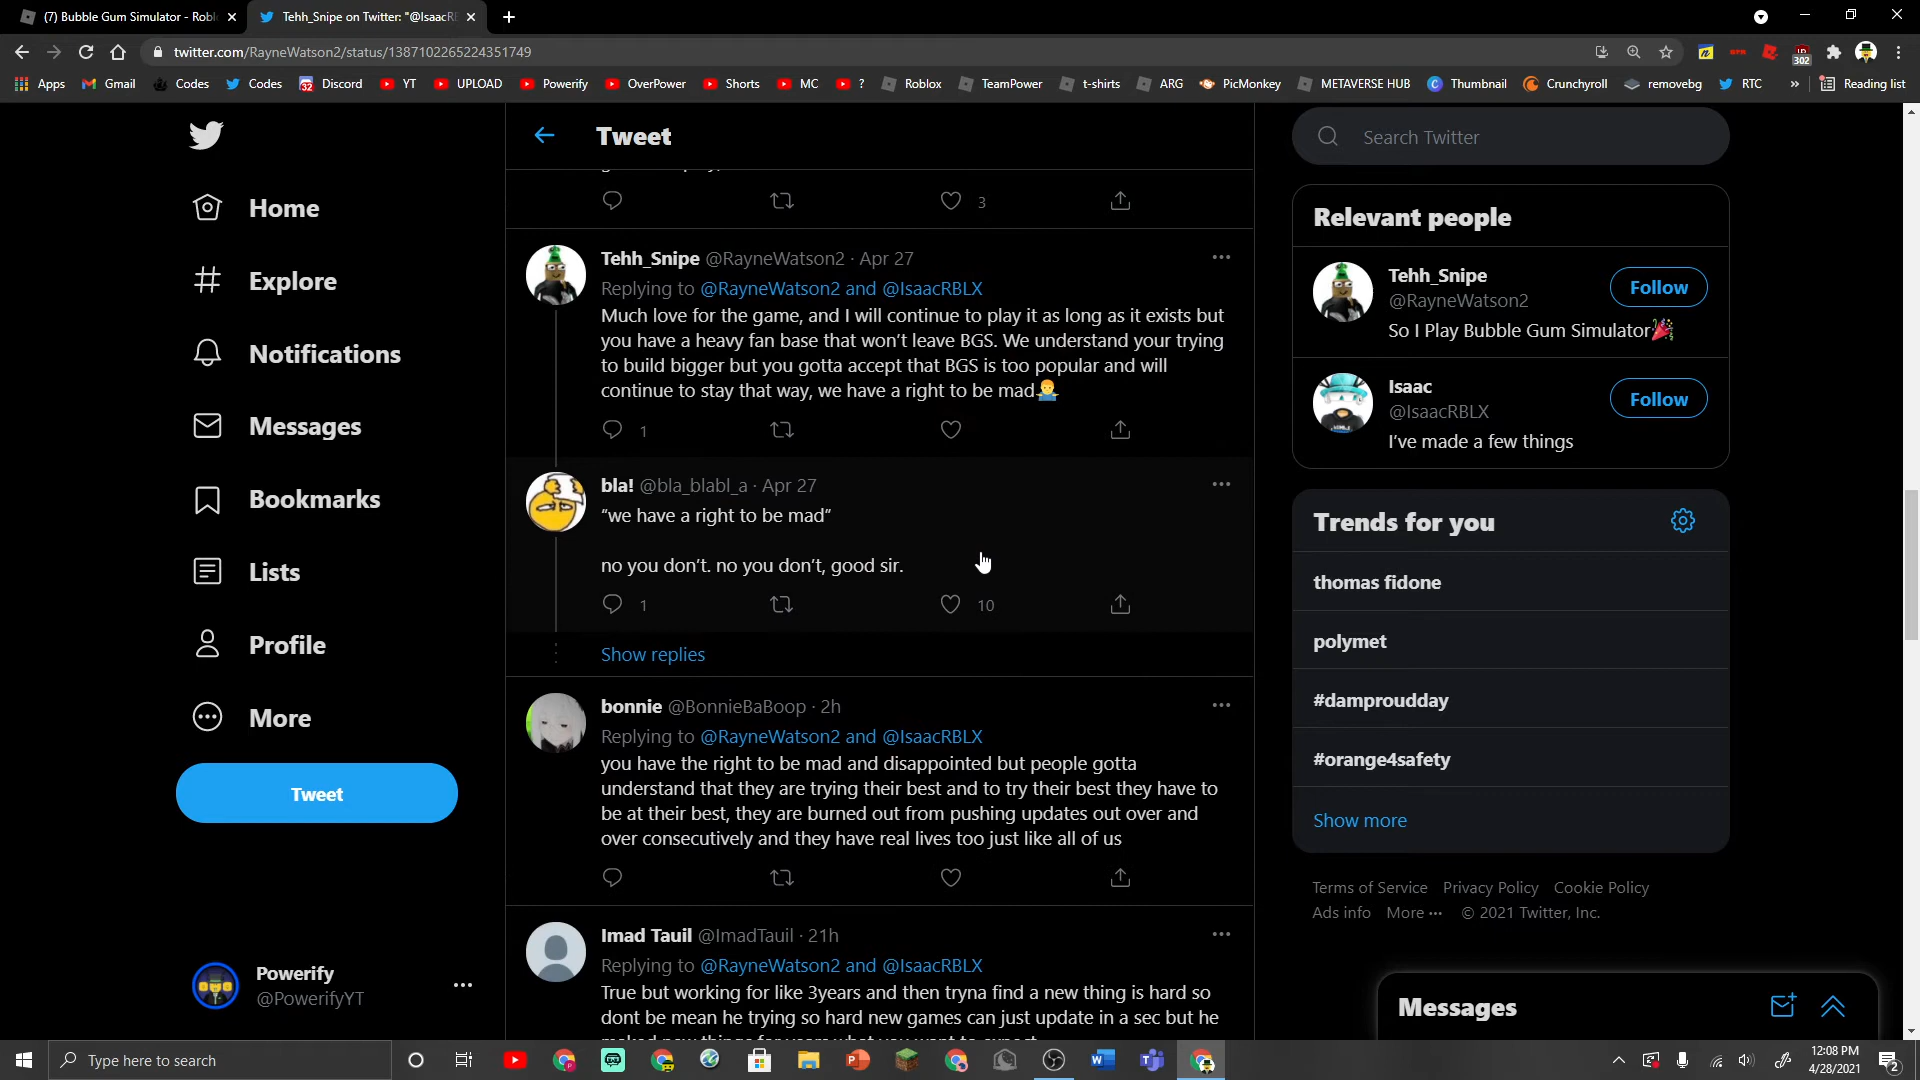 (7) Bubble Gum Simulator - Robl
Tehh_Snipe on Twitter: "@IsaacR
twitter.com/RayneWatson2/status/1387102265224351749
302
Apps
Gmail
Codes
Codes
32
Discord
YT
UPLOAD
Powerify
OverPower
Shorts
MC
?
Roblox
TeamPower
t-shirts
ARG
PicMonkey
METAVERSE HUB
Thumbnail
Crunchyroll
removebg
RTC
»
Reading list
Home
Explore
Notifications
Messages
Bookmarks
Lists
Profile
More
Tweet
Powerify
@PowerifyYT
Tweet
3
Tehh_Snipe @RayneWatson2 · Apr 27
Replying to @RayneWatson2 and @IsaacRBLX
Much love for the game, and I will continue to play it as long as it exists but
you have a heavy fan base that won't leave BGS. We understand your trying
to build bigger but you gotta accept that BGS is too popular and will
continue to stay that way, we have a right to be mad🤷‍♂️
1
bla! @bla_blabl_a · Apr 27
“we have a right to be mad”
no you don't. no you don't, good sir.
1
10
Show replies
bonnie @BonnieBaBoop · 2h
Replying to @RayneWatson2 and @IsaacRBLX
you have the right to be mad and disappointed but people gotta
understand that they are trying their best and to try their best they have to
be at their best, they are burned out from pushing updates out over and
over consecutively and they have real lives too just like all of us
Imad Tauil @ImadTauil · 21h
Replying to @RayneWatson2 and @IsaacRBLX
True but working for like 3years and then tryna find a new thing is hard so
dont be mean he trying so hard new games can just update in a sec but he
Search Twitter
Relevant people
Tehh_Snipe
@RayneWatson2
Follow
So I Play Bubble Gum Simulator🎉
Isaac
@IsaacRBLX
Follow
I've made a few things
Trends for you
thomas fidone
polymet
#damproudday
#orange4safety
Show more
Terms of Service Privacy Policy Cookie Policy
Ads info More ··· © 2021 Twitter, Inc.
Messages
Type here to search
12:08 PM
4/28/2021
2